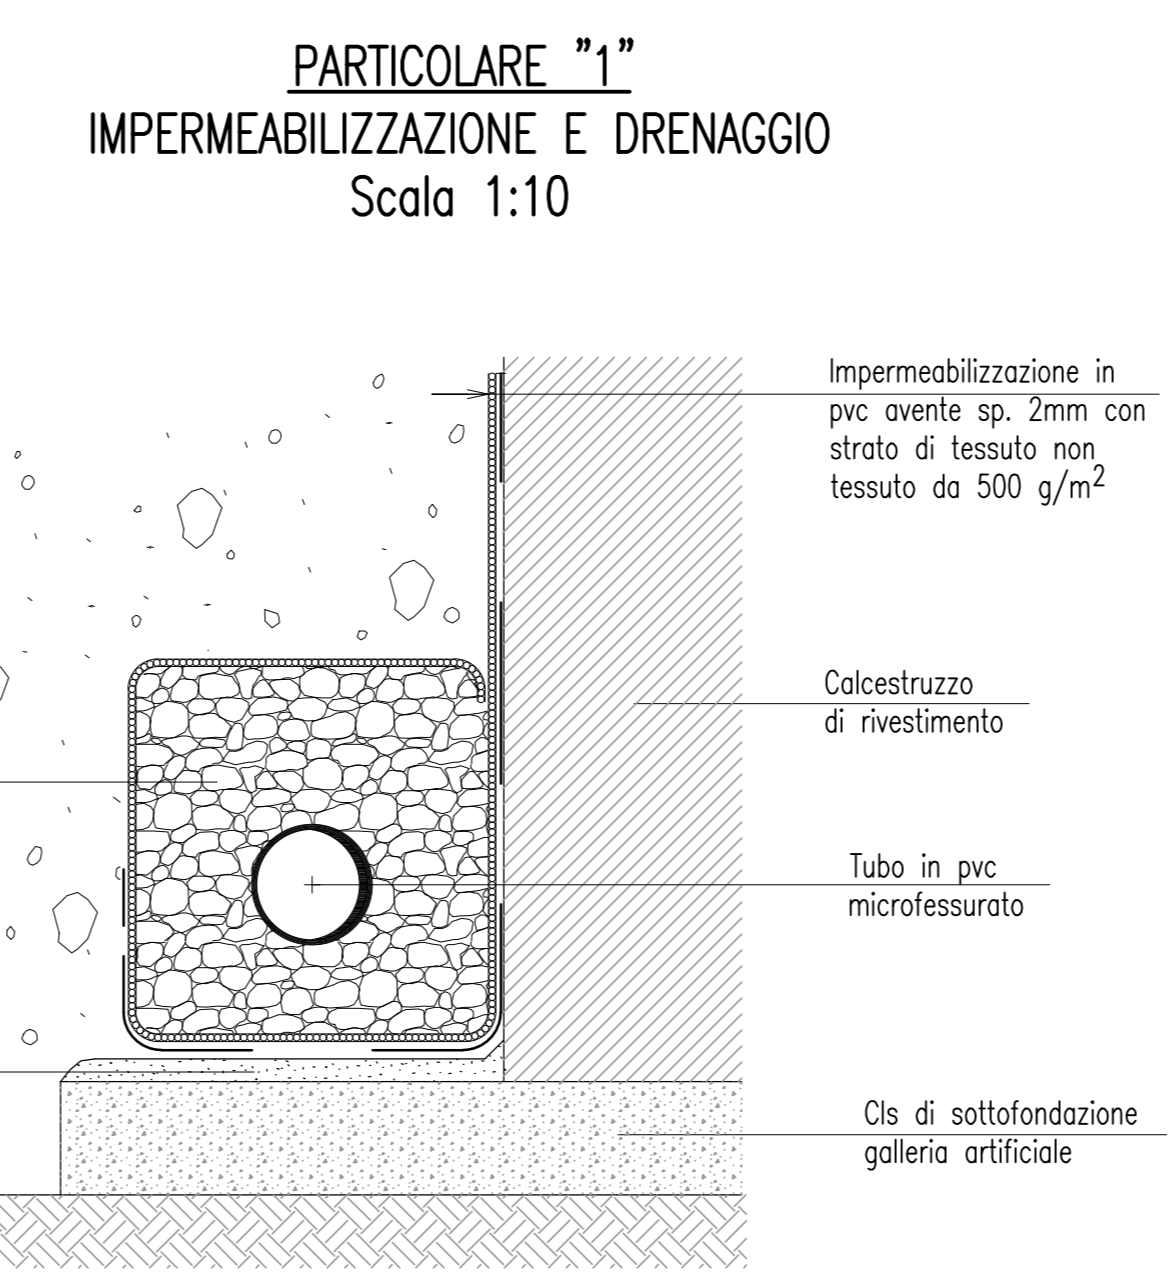 PARTICOLARE "1"
IMPERMEABILIZZAZIONE E DRENAGGIO
Scala 1:10
Impermeabilizzazione in
pvc avente sp. 2mm con
strato di tessuto non
tessuto da 500 g/m²
Calcestruzzo
di rivestimento
Tubo in pvc
microfessurato
Cls di sottofondazione
galleria artificiale